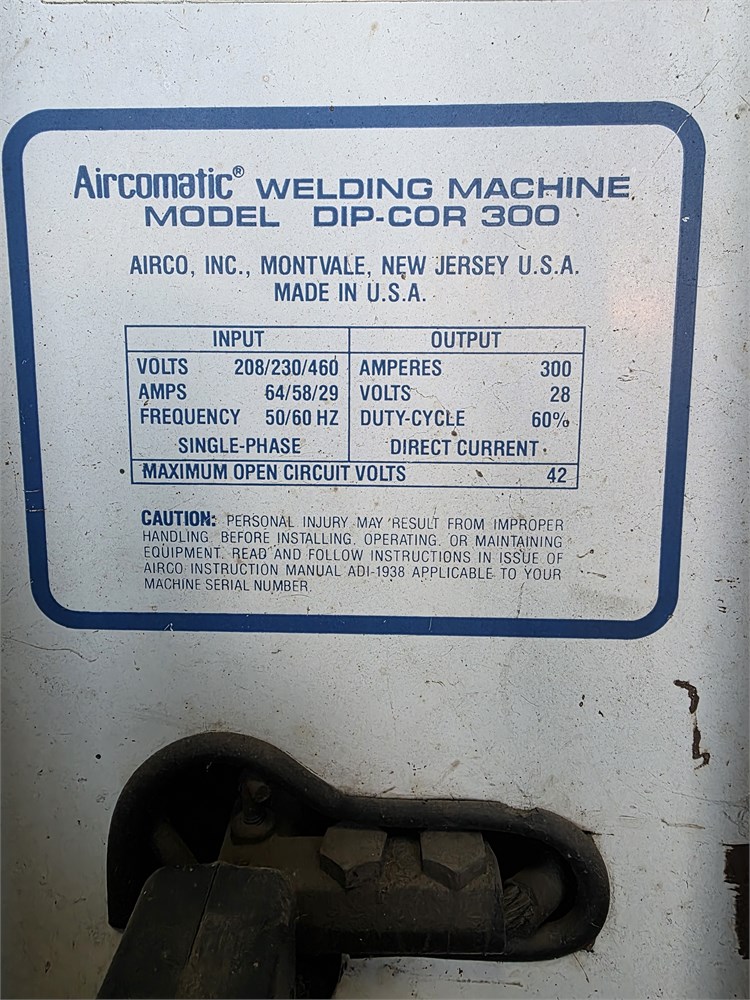 Aircomatic® WELDING MACHINE
MODEL DIP-COR 300
AIRCO, INC., MONTVALE, NEW JERSEY U.S.A.
MADE IN U.S.A.
INPUT OUTPUT
VOLTS 208/230/460 AMPERES 300
AMPS 64/58/29 VOLTS 28
FREQUENCY 50/60 HZ DUTY-CYCLE 60%
SINGLE-PHASE DIRECT CURRENT
MAXIMUM OPEN CIRCUIT VOLTS 42
CAUTION: PERSONAL INJURY MAY RESULT FROM IMPROPER
HANDLING. BEFORE INSTALLING, OPERATING, OR MAINTAINING
EQUIPMENT, READ AND FOLLOW INSTRUCTIONS IN ISSUE OF
AIRCO INSTRUCTION MANUAL ADI-1938 APPLICABLE TO YOUR
MACHINE SERIAL NUMBER.